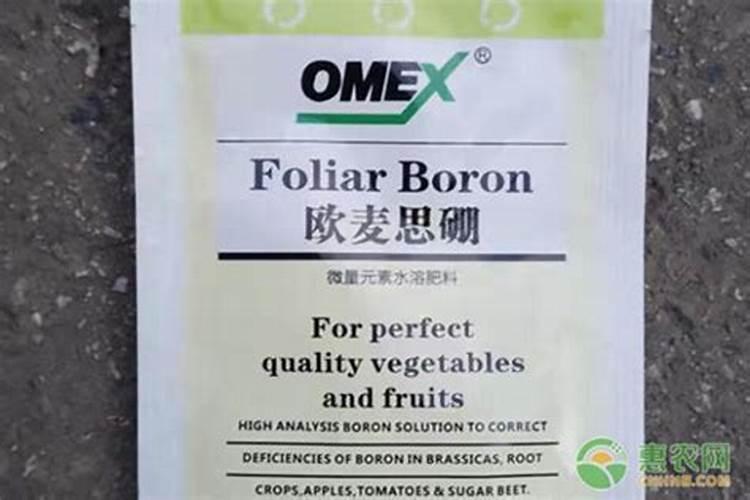 OMEX®
Foliar Boron
欧麦思硼
微量元素水溶肥料
For perfect
quality vegetables
and fruits
HIGH ANALYSIS BORON SOLUTION TO CORRECT
DEFICIENCIES OF BORON IN BRASSICAS, ROOT
CROPS,APPLES,TOMATOES & SUGAR BEET.
惠农网
CNHNB.COM